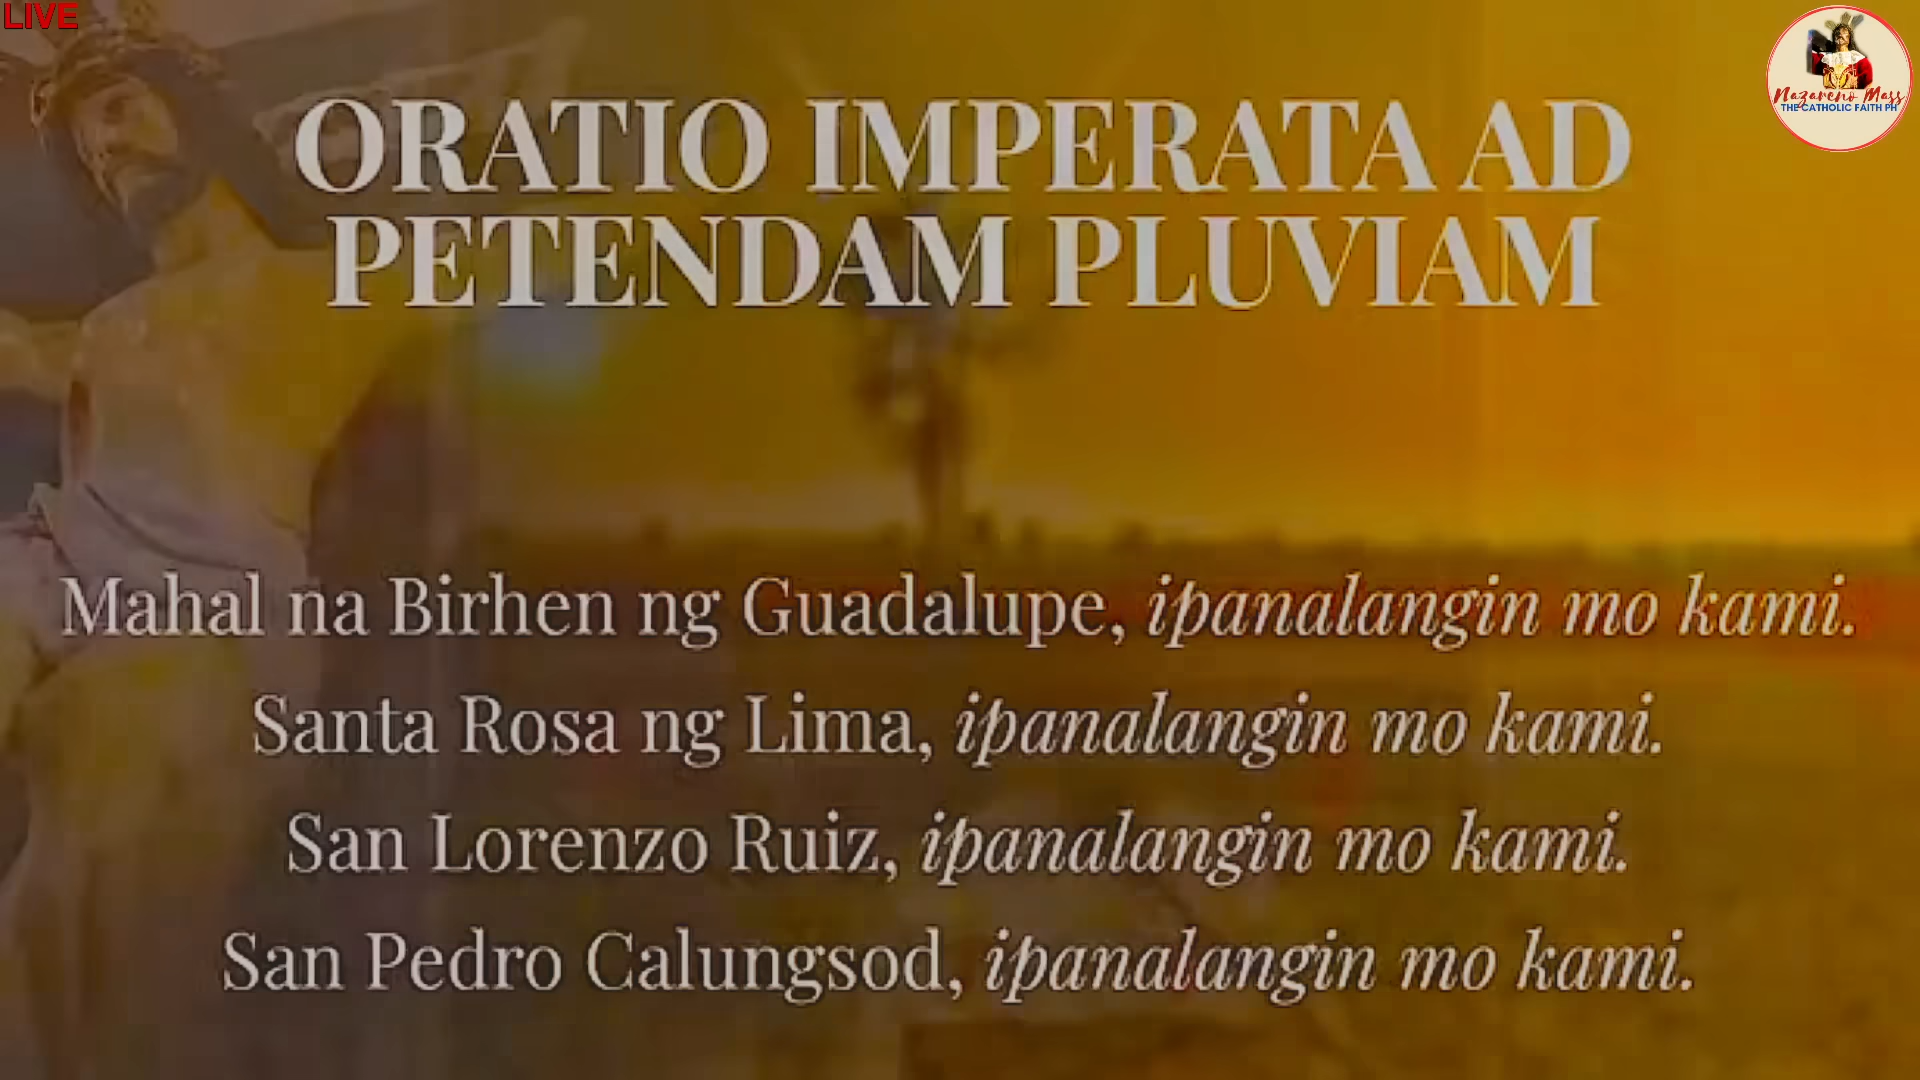 LIVE
Nazareno Mass
THE CATHOLIC FAITH PH
ORATIO IMPERATA AD
PETENDAM PLUVIAM
Mahal na Birhen ng Guadalupe, ipanalangin mo kami.
Santa Rosa ng Lima, ipanalangin mo kami.
San Lorenzo Ruiz, ipanalangin mo kami.
San Pedro Calungsod, ipanalangin mo kami.